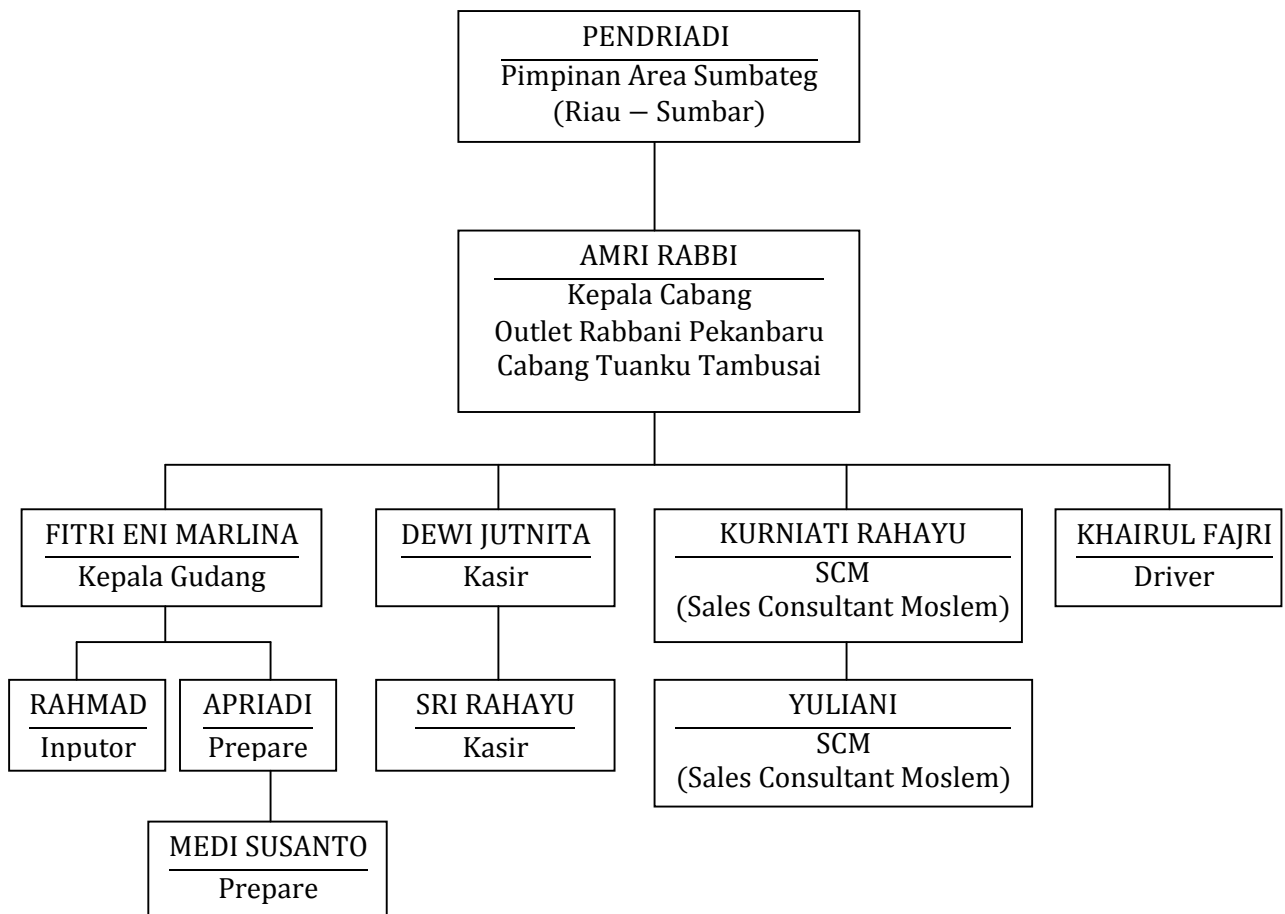 PENDRIADI
Pimpinan Area Sumbateg
(Riau – Sumbar)
AMRI RABBI
Kepala Cabang
Outlet Rabbani Pekanbaru
Cabang Tuanku Tambusai
FITRI ENI MARLINA
Kepala Gudang
DEWI JUTNITA
Kasir
KURNIATI RAHAYU
SCM
(Sales Consultant Moslem)
KHAIRUL FAJRI
Driver
RAHMAD
Inputor
APRIADI
Prepare
SRI RAHAYU
Kasir
YULIANI
SCM
(Sales Consultant Moslem)
MEDI SUSANTO
Prepare